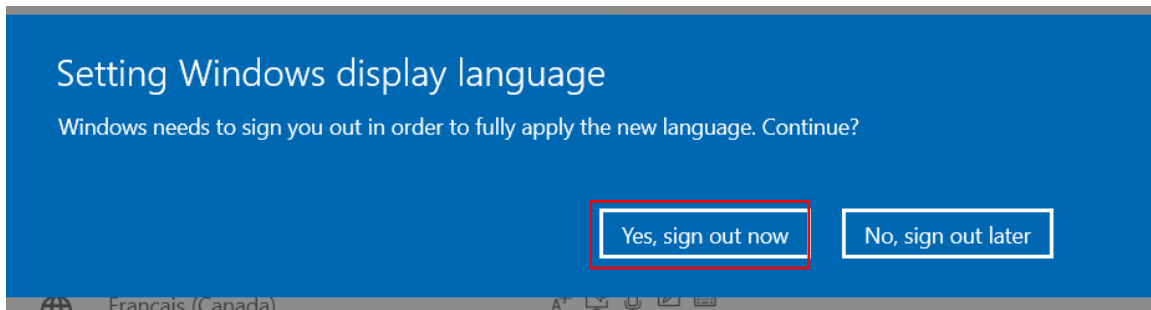 Setting Windows display language
Windows needs to sign you out in order to fully apply the new language. Continue?
Yes, sign out now
No, sign out later
Français (Canada)